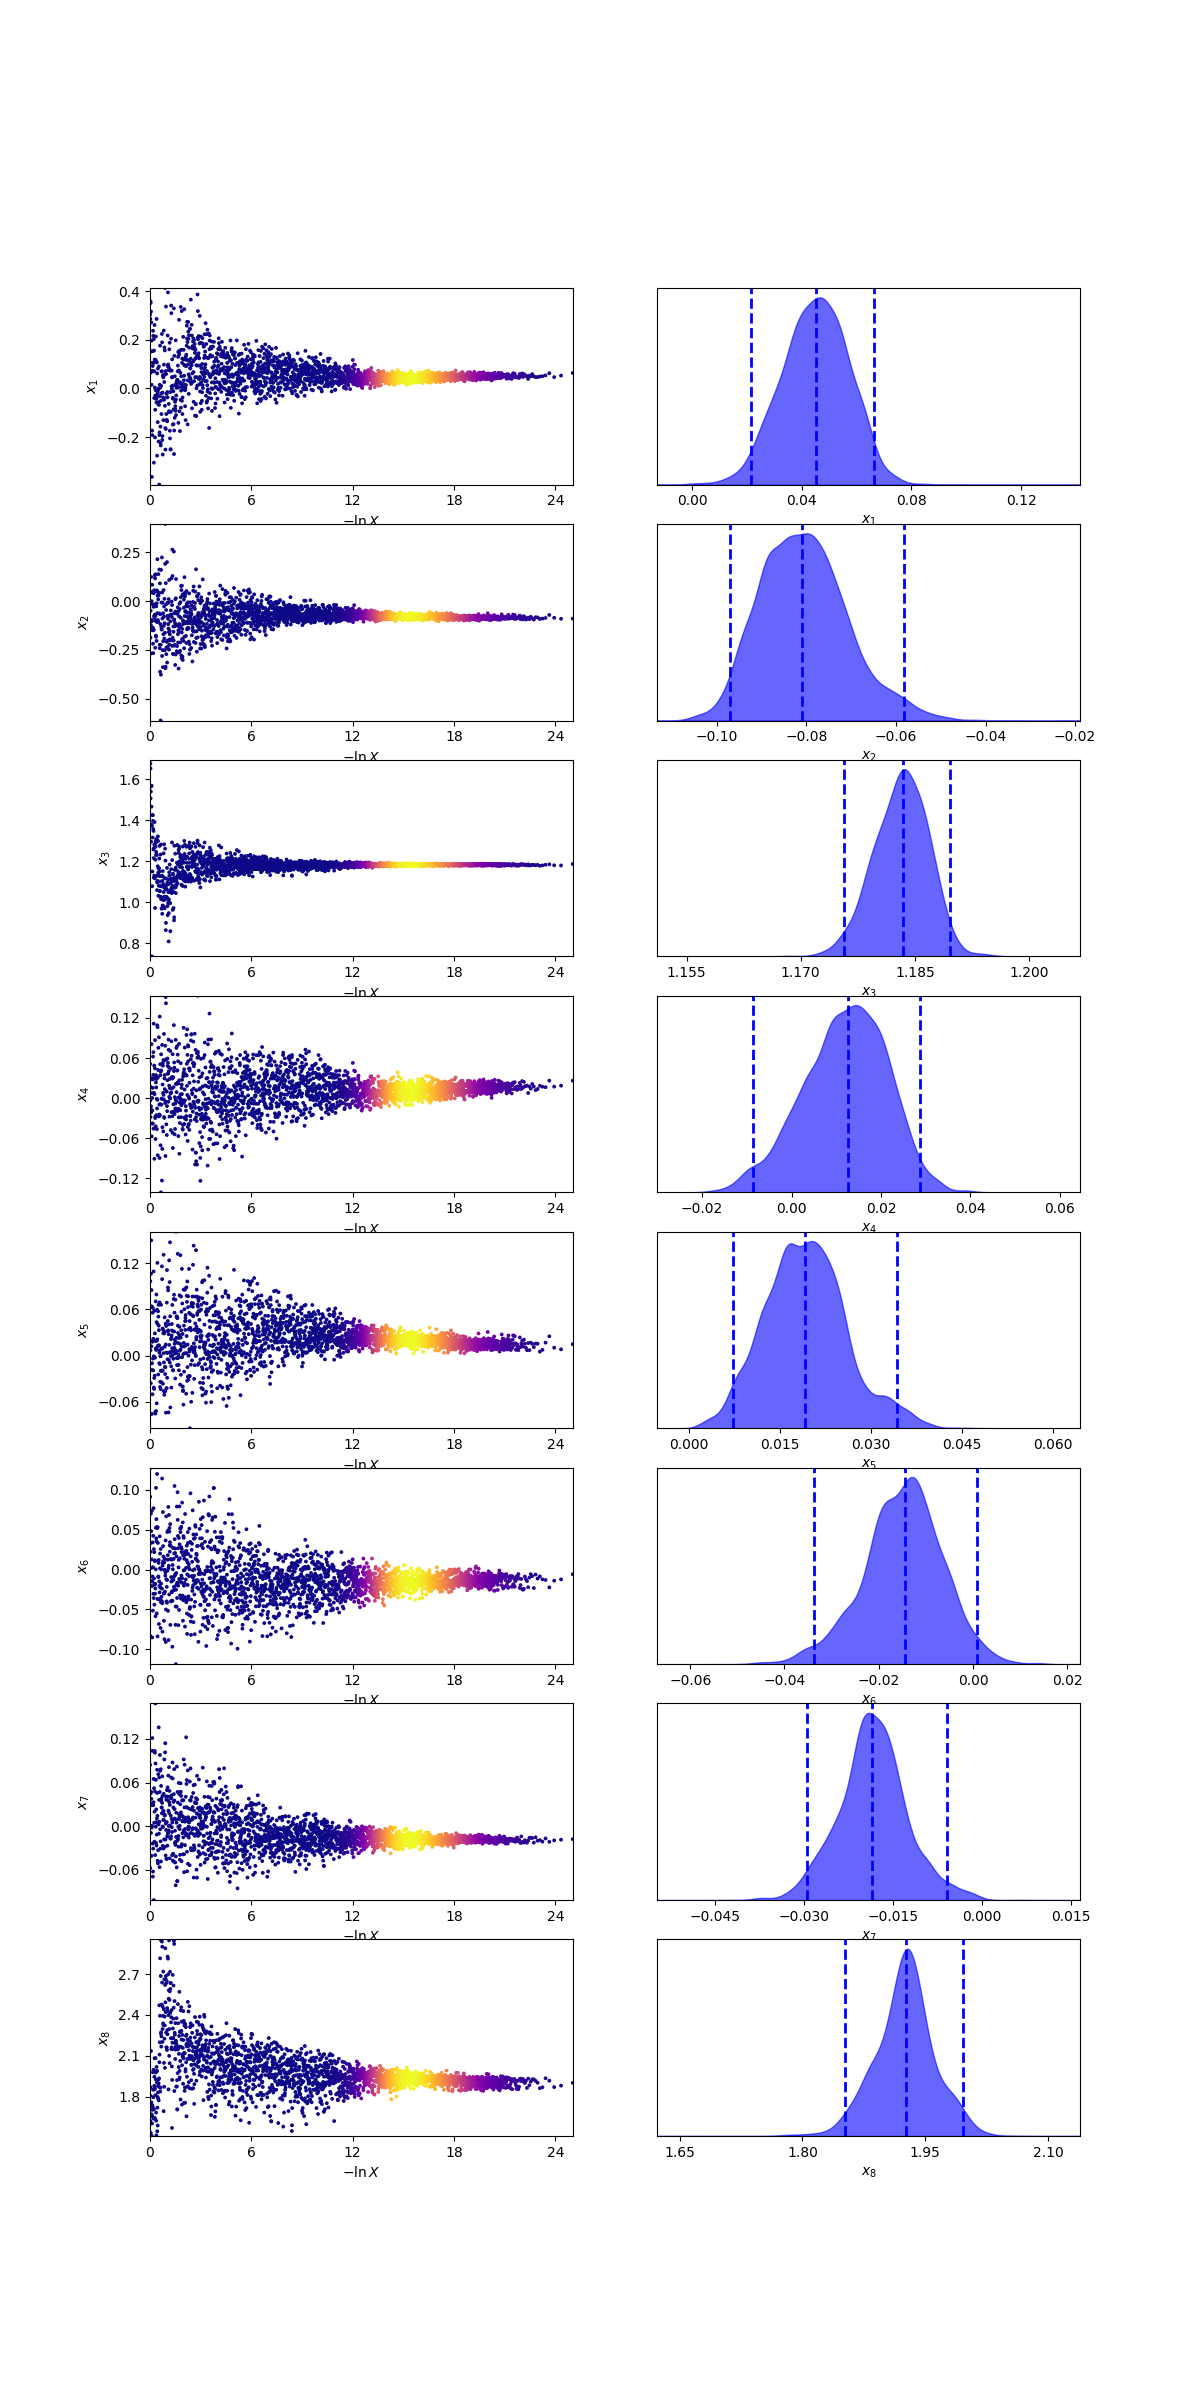 0.4
0.2
0.0
−0.2
x₁
0 6 12 18 24
−ln X
0.00 0.04 0.08 0.12
x₁
0.25
0.00
−0.25
−0.50
x₂
0 6 12 18 24
−ln X
−0.10 −0.08 −0.06 −0.04 −0.02
x₂
1.6
1.4
1.2
1.0
0.8
x₃
0 6 12 18 24
−ln X
1.155 1.170 1.185 1.200
x₃
0.12
0.06
0.00
−0.06
−0.12
x₄
0 6 12 18 24
−ln X
−0.02 0.00 0.02 0.04 0.06
x₄
0.12
0.06
0.00
−0.06
x₅
0 6 12 18 24
−ln X
0.000 0.015 0.030 0.045 0.060
x₅
0.10
0.05
0.00
−0.05
−0.10
x₆
0 6 12 18 24
−ln X
−0.06 −0.04 −0.02 0.00 0.02
x₆
0.12
0.06
0.00
−0.06
x₇
0 6 12 18 24
−ln X
−0.045 −0.030 −0.015 0.000 0.015
x₇
2.7
2.4
2.1
1.8
x₈
0 6 12 18 24
−ln X
1.65 1.80 1.95 2.10
x₈